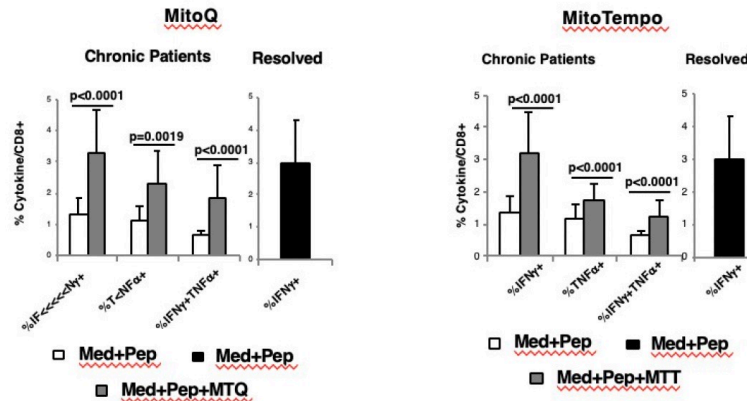 MitoQ
Chronic Patients
Resolved
% Cytokine/CD8+
5
4
3
2
1
0
p<0.0001
p=0.0019
p<0.0001
%IF<<<<<Nγ+
%T<NFα+
%IFNγ+TNFα+
5
4
3
2
1
0
%IFNγ+
Med+Pep
Med+Pep
Med+Pep+MTQ
MitoTempo
Chronic Patients
Resolved
% Cytokine/CD8+
5
4
3
2
1
0
p<0.0001
p<0.0001
p<0.0001
%IFNγ+
%TNFα+
%IFNγ+TNFα+
5
4
3
2
1
0
%IFNγ+
Med+Pep
Med+Pep
Med+Pep+MTT